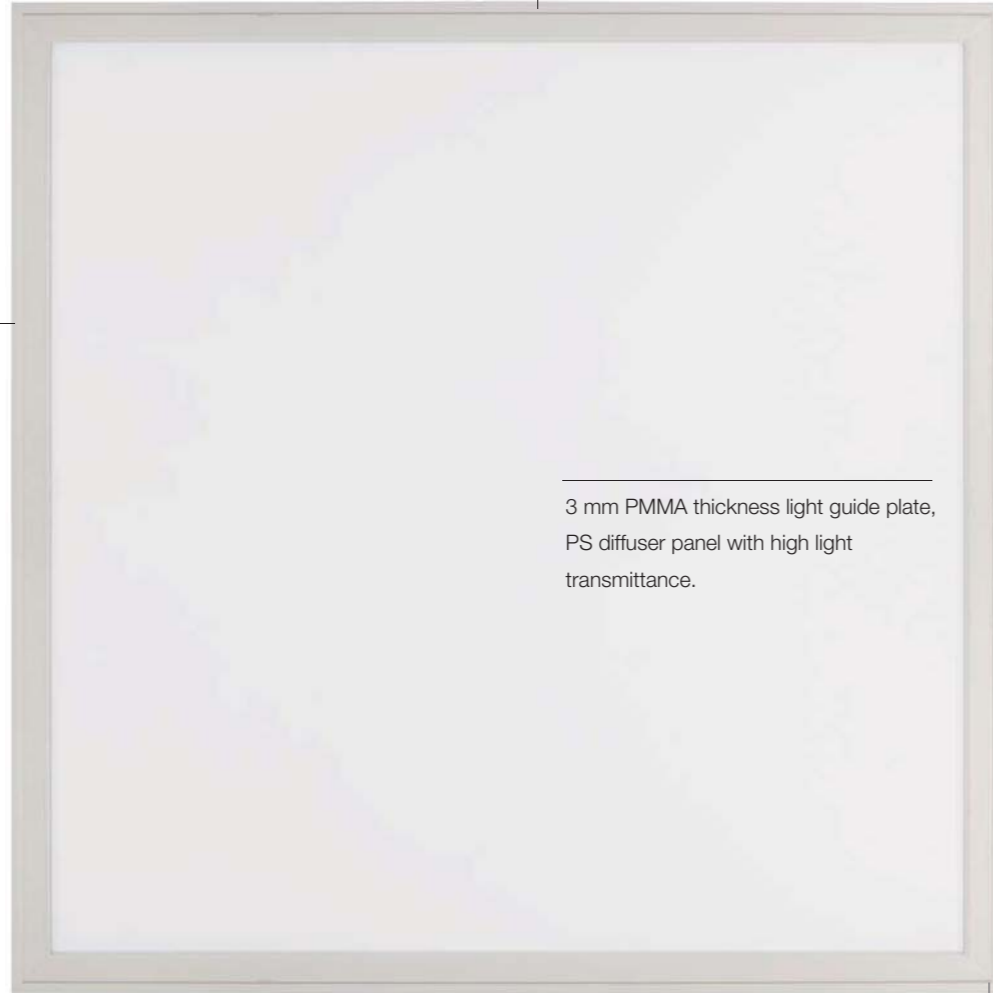 3 mm PMMA thickness light guide plate,
PS diffuser panel with high light
transmittance.